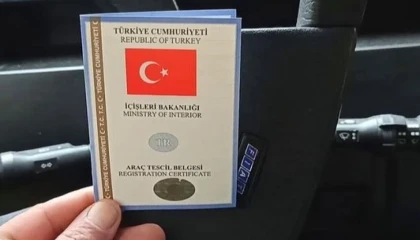 TÜRKİYE CUMHURİYETİ
REPUBLIC OF TURKEY
İÇİŞLERİ BAKANLIĞI
MINISTRY OF INTERIOR
TR
ARAÇ TESCİL BELGESİ
REGISTRATION CERTIFICATE